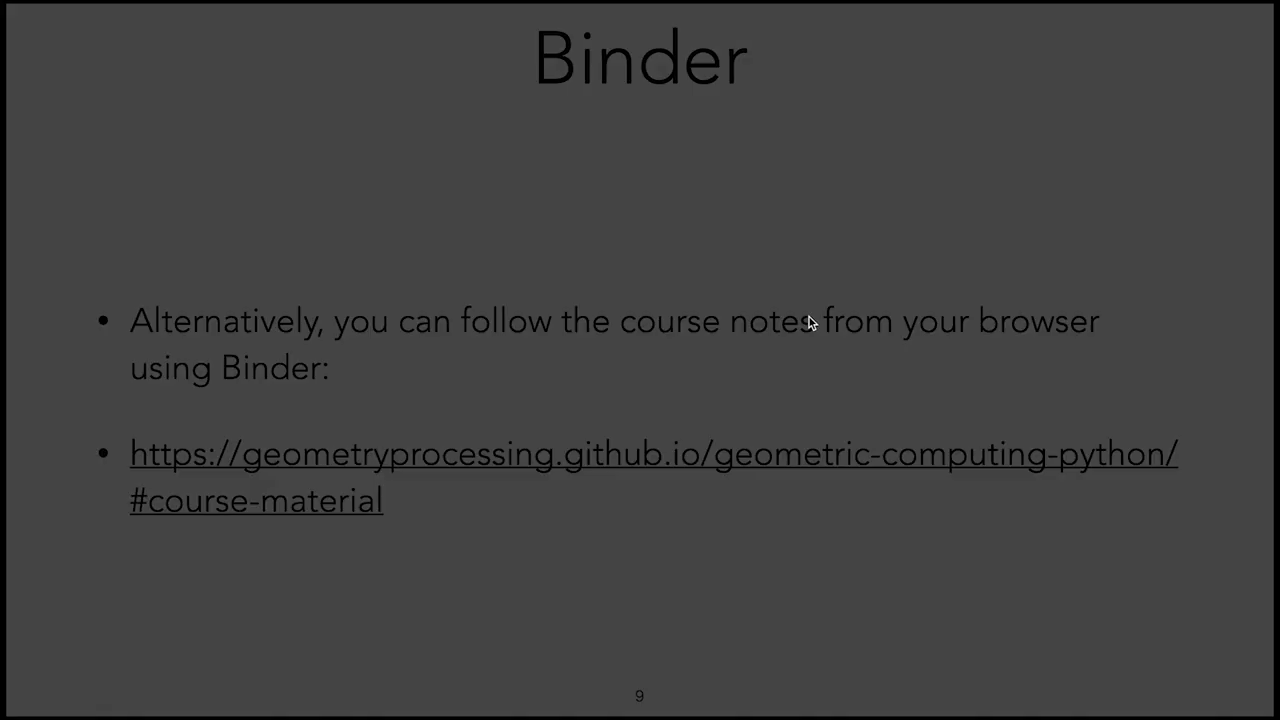 Binder
• Alternatively, you can follow the course notes from your browser
using Binder:
• https://geometryprocessing.github.io/geometric-computing-python/
#course-material
9